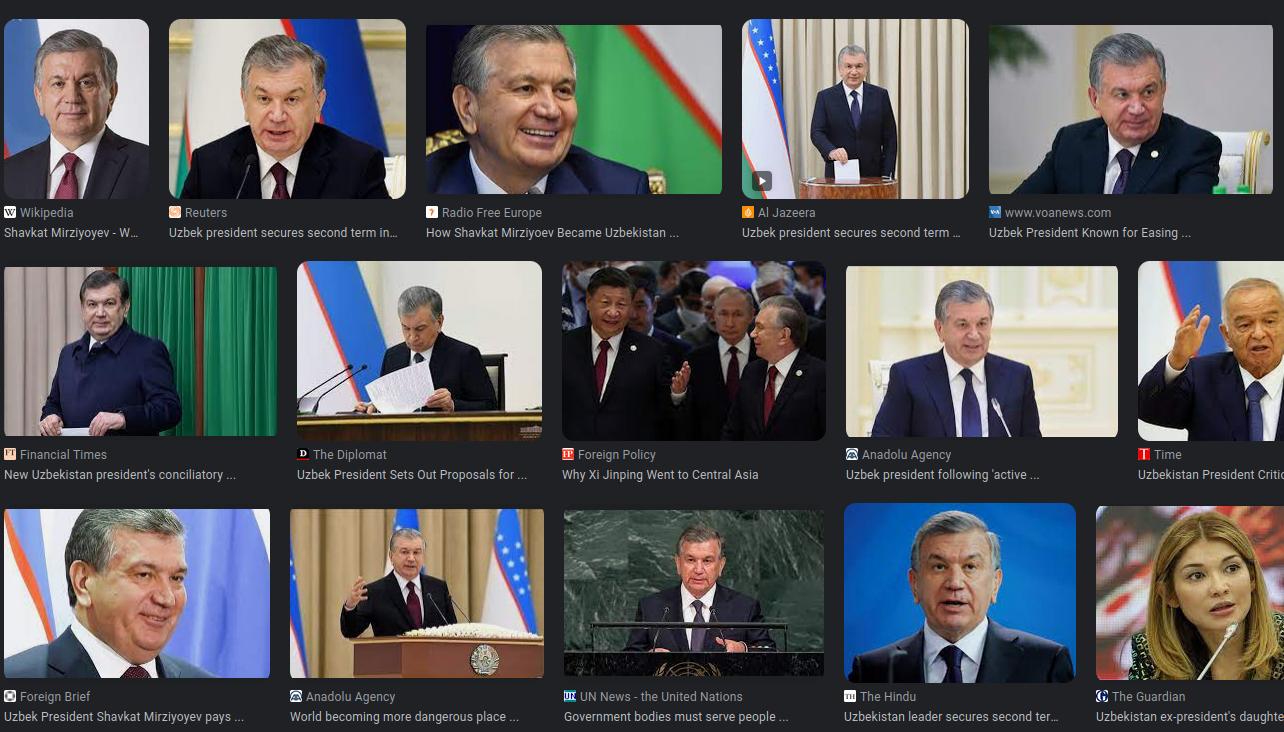 Wikipedia
Shavkat Mirziyoyev - W...
Reuters
Uzbek president secures second term in...
Radio Free Europe
How Shavkat Mirziyoev Became Uzbekistan ...
Al Jazeera
Uzbek president secures second term ...
www.voanews.com
Uzbek President Known for Easing ...
Financial Times
New Uzbekistan president's conciliatory ...
The Diplomat
Uzbek President Sets Out Proposals for ...
Foreign Policy
Why Xi Jinping Went to Central Asia
Anadolu Agency
Uzbek president following 'active ...
Time
Uzbekistan President Critic
Foreign Brief
Uzbek President Shavkat Mirziyoyev pays ...
Anadolu Agency
World becoming more dangerous place ...
UN News - the United Nations
Government bodies must serve people ...
The Hindu
Uzbekistan leader secures second ter...
The Guardian
Uzbekistan ex-president's daughte